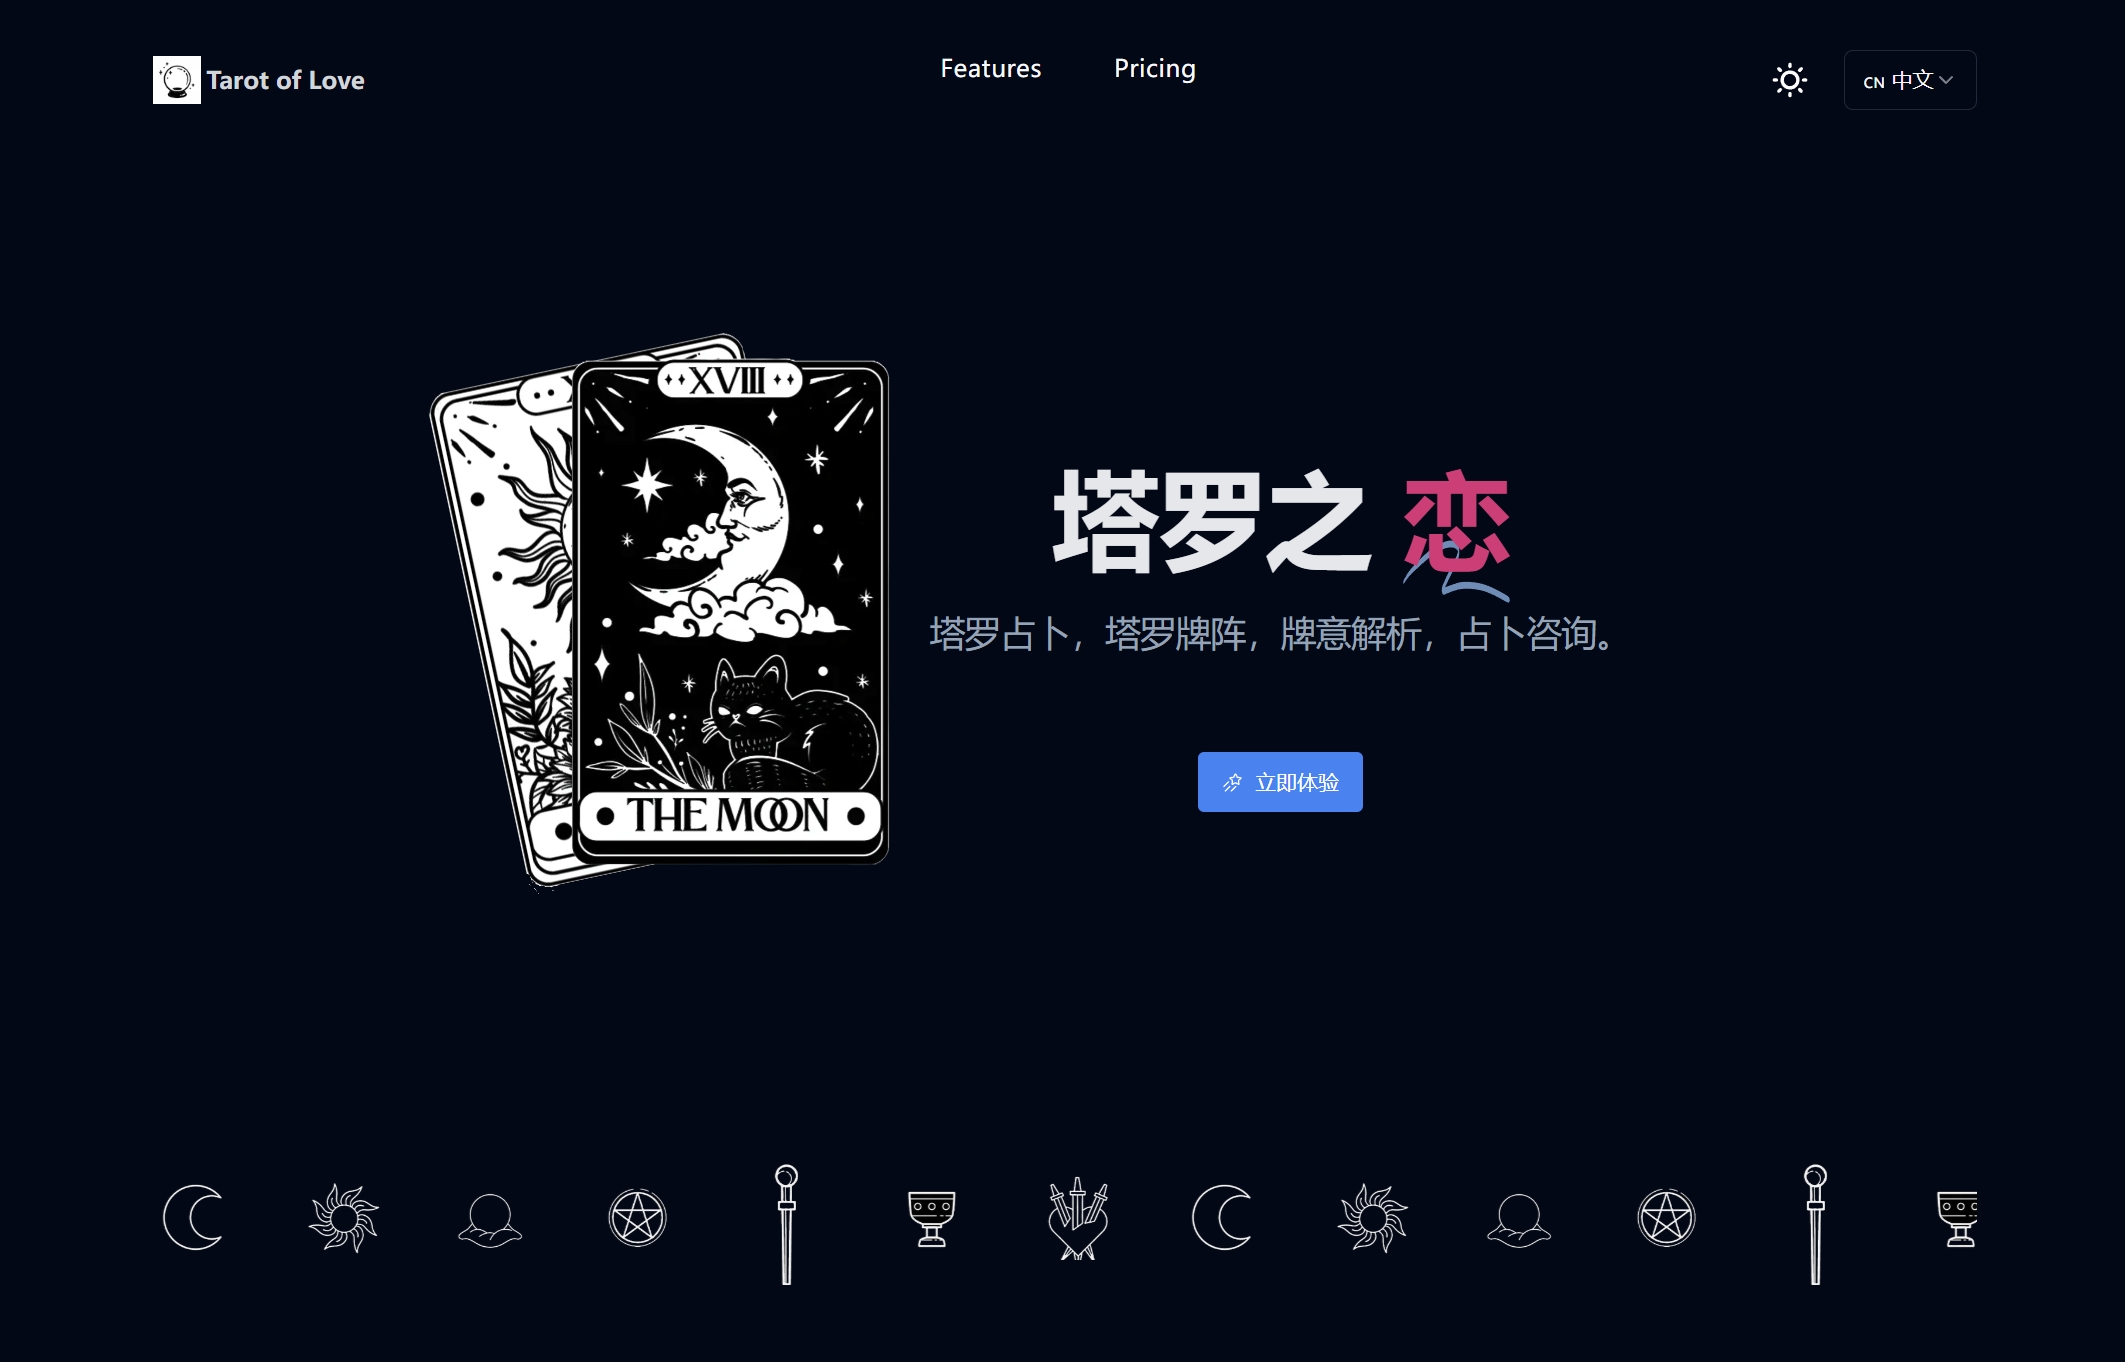 Tarot of Love
Features
Pricing
CN 中文
XVIII
THE MOON
塔罗之 恋
塔罗占卜，塔罗牌阵，牌意解析，占卜咨询。
立即体验